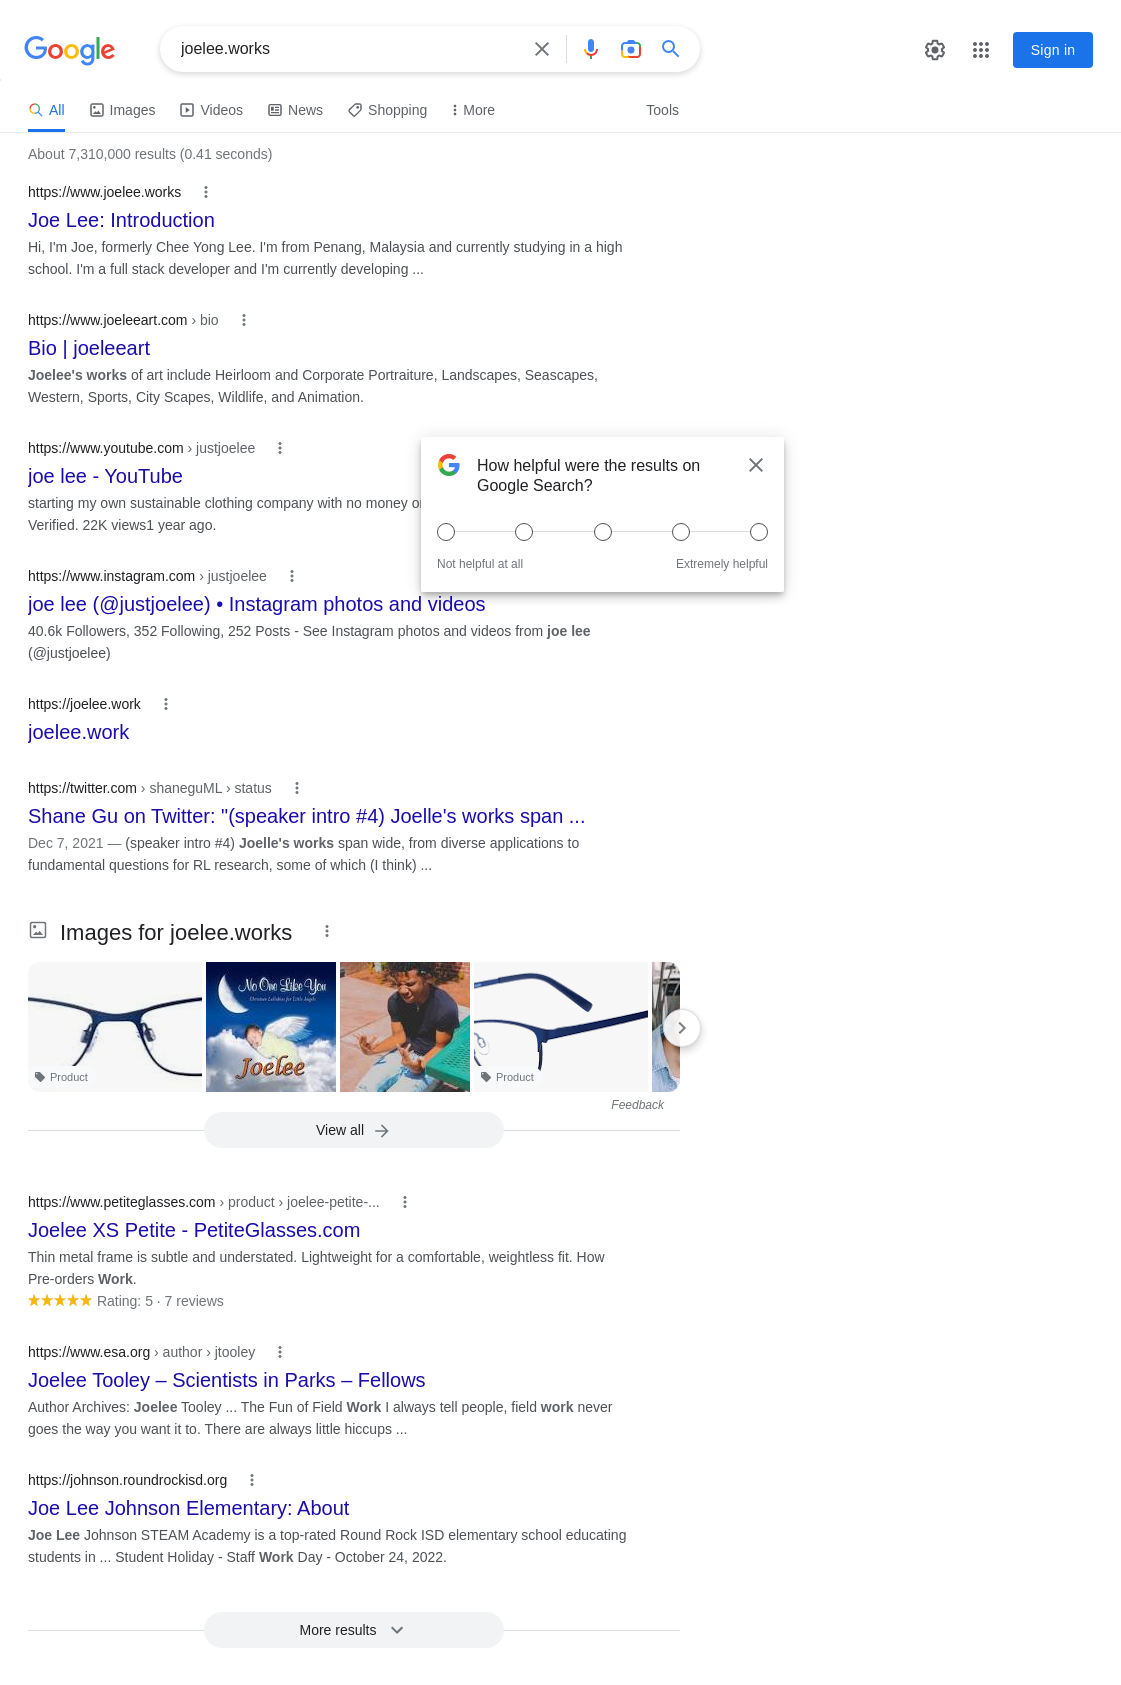 Google
joelee.works
Sign in
All
Images
Videos
News
Shopping
More
Tools
About 7,310,000 results (0.41 seconds)
https://www.joelee.works
Joe Lee: Introduction
Hi, I'm Joe, formerly Chee Yong Lee. I'm from Penang, Malaysia and currently studying in a high
school. I'm a full stack developer and I'm currently developing ...
https://www.joeleeart.com › bio
Bio | joeleeart
Joelee's works of art include Heirloom and Corporate Portraiture, Landscapes, Seascapes,
Western, Sports, City Scapes, Wildlife, and Animation.
https://www.youtube.com › justjoelee
joe lee - YouTube
starting my own sustainable clothing company with no money
Verified. 22K views1 year ago.
How helpful were the results on
Google Search?
Not helpful at all
Extremely helpful
https://www.instagram.com › justjoelee
joe lee (@justjoelee) • Instagram photos and videos
40.6k Followers, 352 Following, 252 Posts - See Instagram photos and videos from joe lee
(@justjoelee)
https://joelee.work
joelee.work
https://twitter.com › shaneguML › status
Shane Gu on Twitter: "(speaker intro #4) Joelle's works span ...
Dec 7, 2021 — (speaker intro #4) Joelle's works span wide, from diverse applications to
fundamental questions for RL research, some of which (I think) ...
Images for joelee.works
No One Like You
Christian Lullabies for Little Angels
Joelee
Product
Product
Feedback
View all
https://www.petiteglasses.com › product › joelee-petite-...
Joelee XS Petite - PetiteGlasses.com
Thin metal frame is subtle and understated. Lightweight for a comfortable, weightless fit. How
Pre-orders Work.
Rating: 5 · 7 reviews
https://www.esa.org › author › jtooley
Joelee Tooley – Scientists in Parks – Fellows
Author Archives: Joelee Tooley ... The Fun of Field Work I always tell people, field work never
goes the way you want it to. There are always little hiccups ...
https://johnson.roundrockisd.org
Joe Lee Johnson Elementary: About
Joe Lee Johnson STEAM Academy is a top-rated Round Rock ISD elementary school educating
students in ... Student Holiday - Staff Work Day - October 24, 2022.
More results